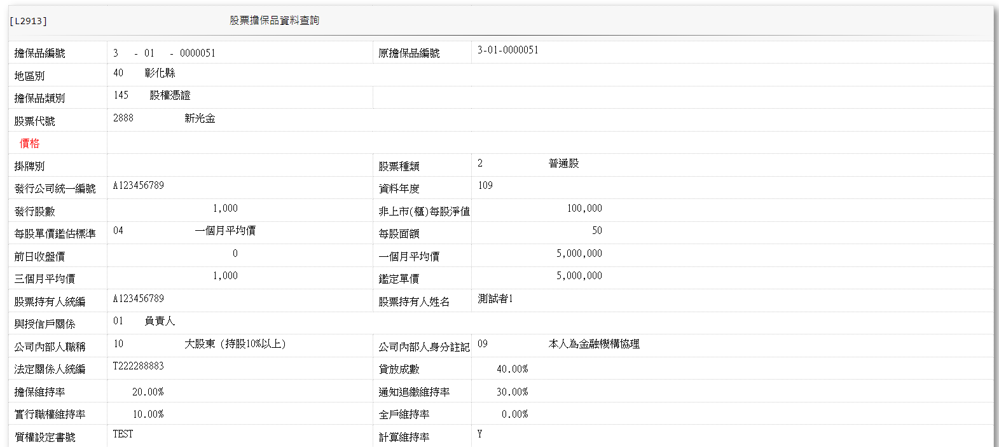 [L2913] 股票擔保品資料查詢
擔保品編號 3 - 01 - 0000051 原擔保品編號 3-01-0000051
地區別 40 彰化縣
擔保品類別 145 股權憑證
股票代號 2888 新光金
價格
掛牌別 股票種類 2 普通股
發行公司統一編號 A123456789 資料年度 109
發行股數 1,000 非上市(櫃)每股淨值 100,000
每股單價鑑估標準 04 一個月平均價 每股面額 50
前日收盤價 0 一個月平均價 5,000,000
三個月平均價 1,000 鑑定單價 5,000,000
股票持有人統編 A123456789 股票持有人姓名 測試者1
與授信戶關係 01 負責人
公司內部人職稱 10 大股東 (持股10%以上) 公司內部人身分註記 09 本人為金融機構協理
法定關係人統編 T222288883 貸放成數 40.00%
擔保維持率 20.00% 通知追繳維持率 30.00%
實行職權維持率 10.00% 全戶維持率 0.00%
質權設定書號 TEST 計算維持率 Y